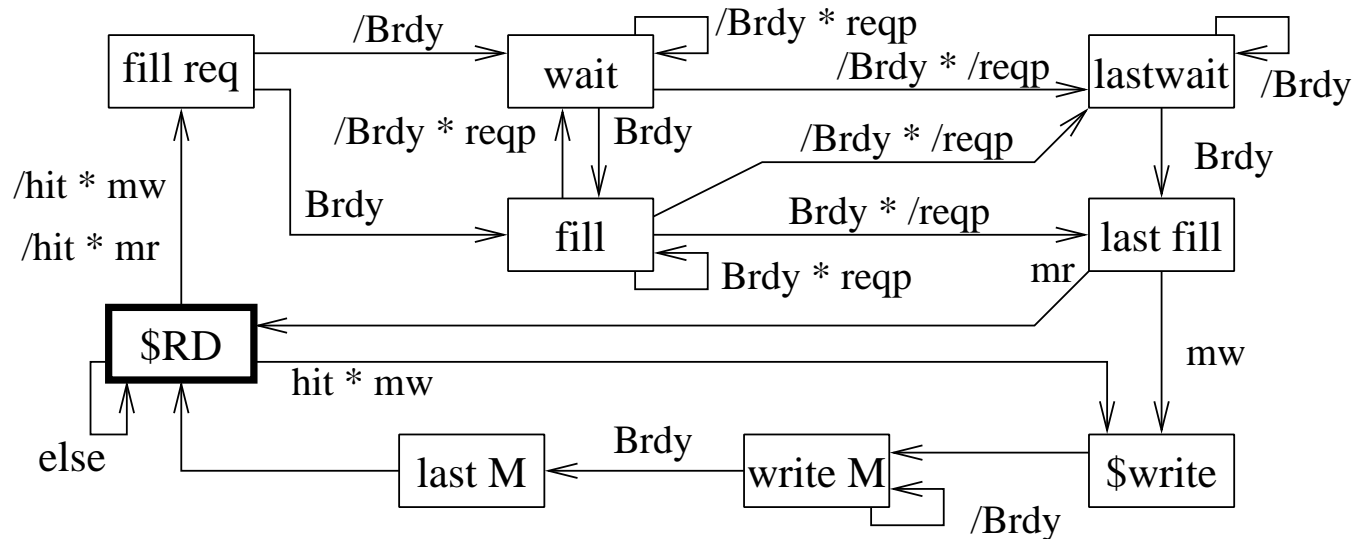 /Brdy
/Brdy * reqp
fill req
wait
lastwait
/Brdy * /reqp
/Brdy
/Brdy * reqp
Brdy
/Brdy * /reqp
Brdy
/hit * mw
Brdy
Brdy * /reqp
fill
last fill
/hit * mr
mr
Brdy * reqp
$RD
mw
hit * mw
Brdy
else
last M
write M
$write
/Brdy